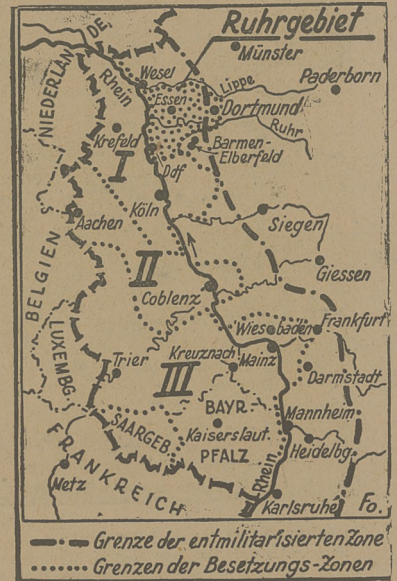 Ruhrgebiet
Münster
NIEDERLANDE
Rhein
Wesel
Lippe
Paderborn
Essen
Dortmund
Krefeld
Ruhr
Barmen-
Elberfeld
I
Ddf
Köln
Aachen
Siegen
BELGIEN
II
Giessen
Coblenz
LUXEMBG.
Wiesbaden
Frankfurt
Kreuznach
Mainz
Trier
III
Darmstadt
BAYR.
Mannheim
SAARGEB.
Kaiserslaut.
PFALZ
Heidelbg.
FRANKREICH
Metz
Rhein
Karlsruhe
Fo.
Grenze der entmilitarisierten Zone
Grenzen der Besetzungs-Zonen